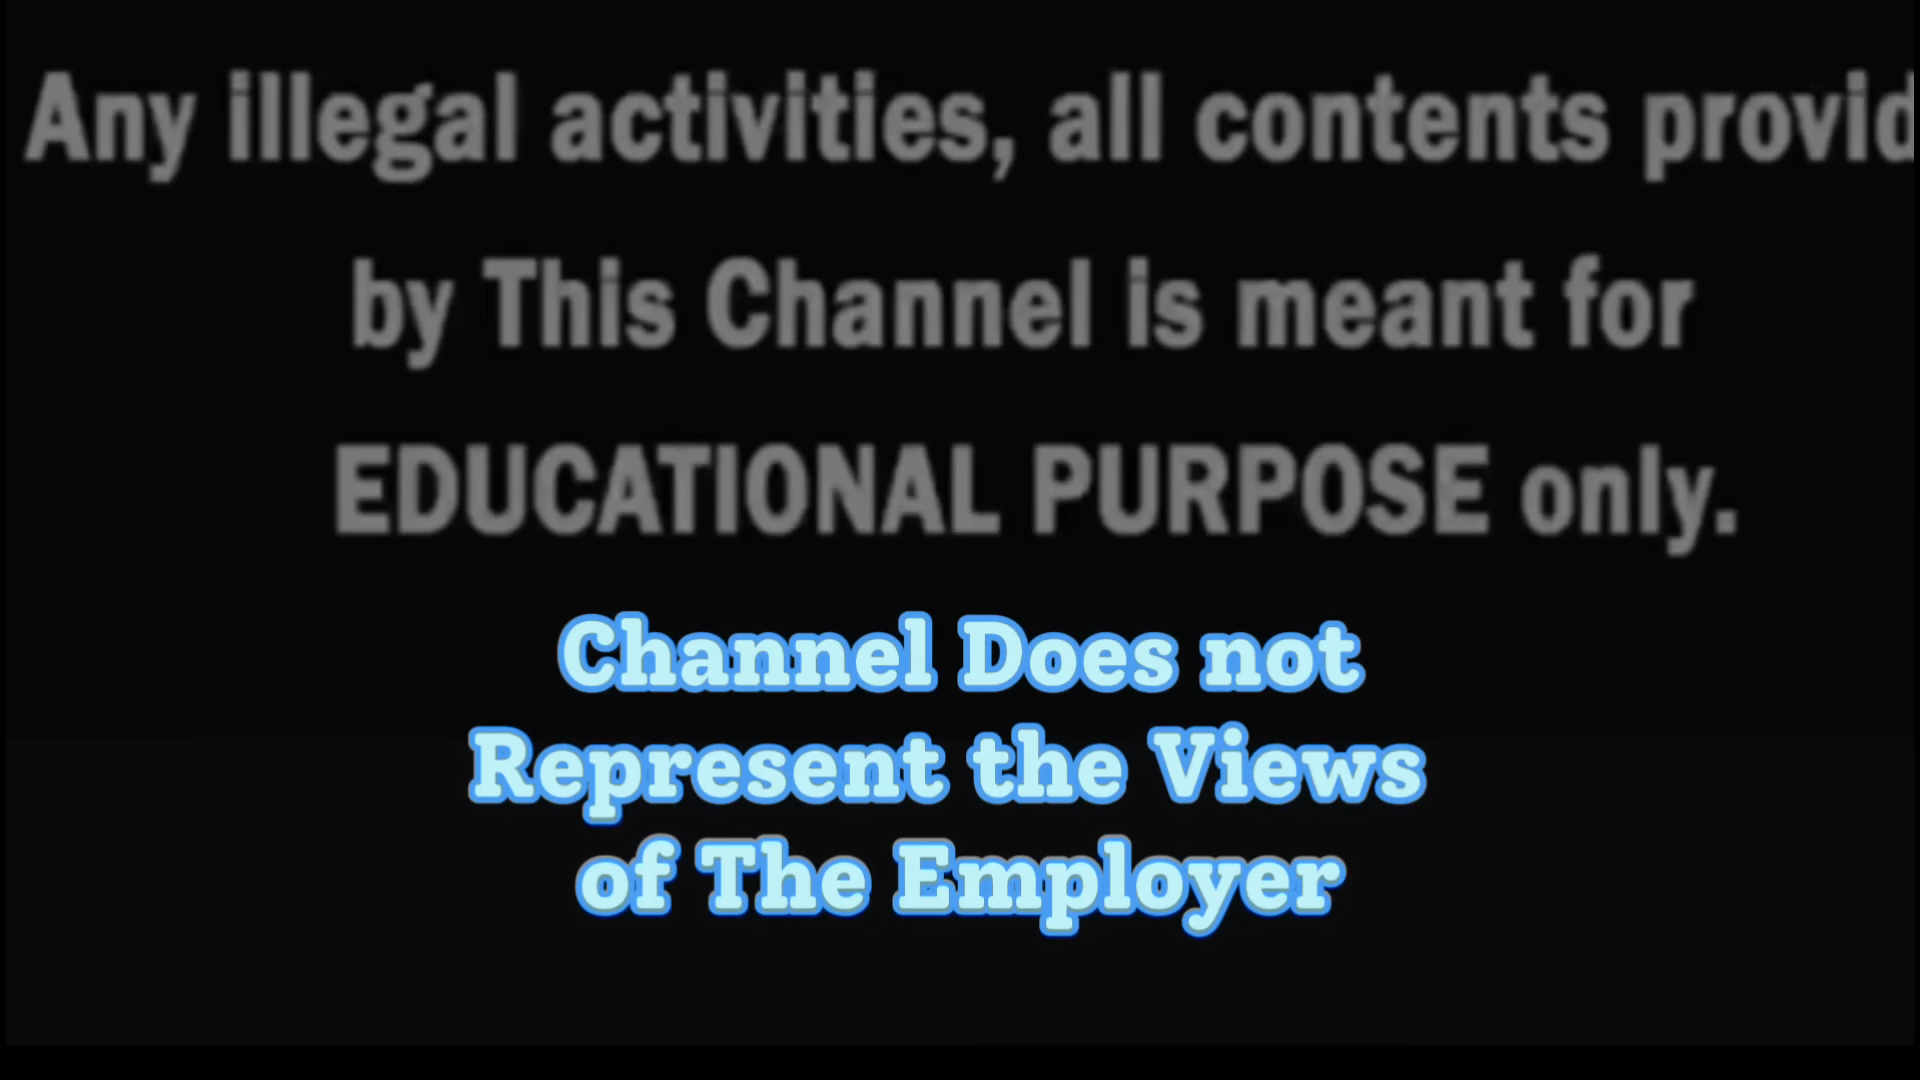 Any illegal activities, all contents provid
by This Channel is meant for
EDUCATIONAL PURPOSE only.
Channel Does not
Represent the Views
of The Employer